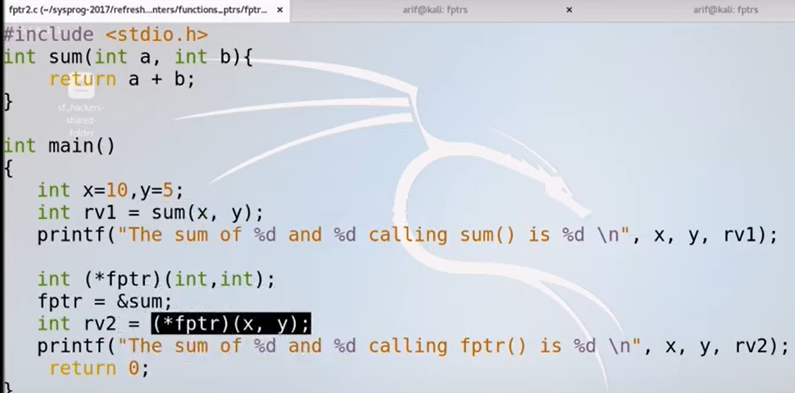 fptr2.c (~/sysprog-2017/refresh...nters/functions_ptrs/fptr... ×
arif@kali: fptrs ×
arif@kali: fptrs
#include <stdio.h>
int sum(int a, int b){
    return a + b;
}
sf_hackers-
shared-
folder
int main()
{
   int x=10,y=5;
   int rv1 = sum(x, y);
   printf("The sum of %d and %d calling sum() is %d \n", x, y, rv1);
   int (*fptr)(int,int);
   fptr = &sum;
   int rv2 = (*fptr)(x, y);
   printf("The sum of %d and %d calling fptr() is %d \n", x, y, rv2);
    return 0;
}